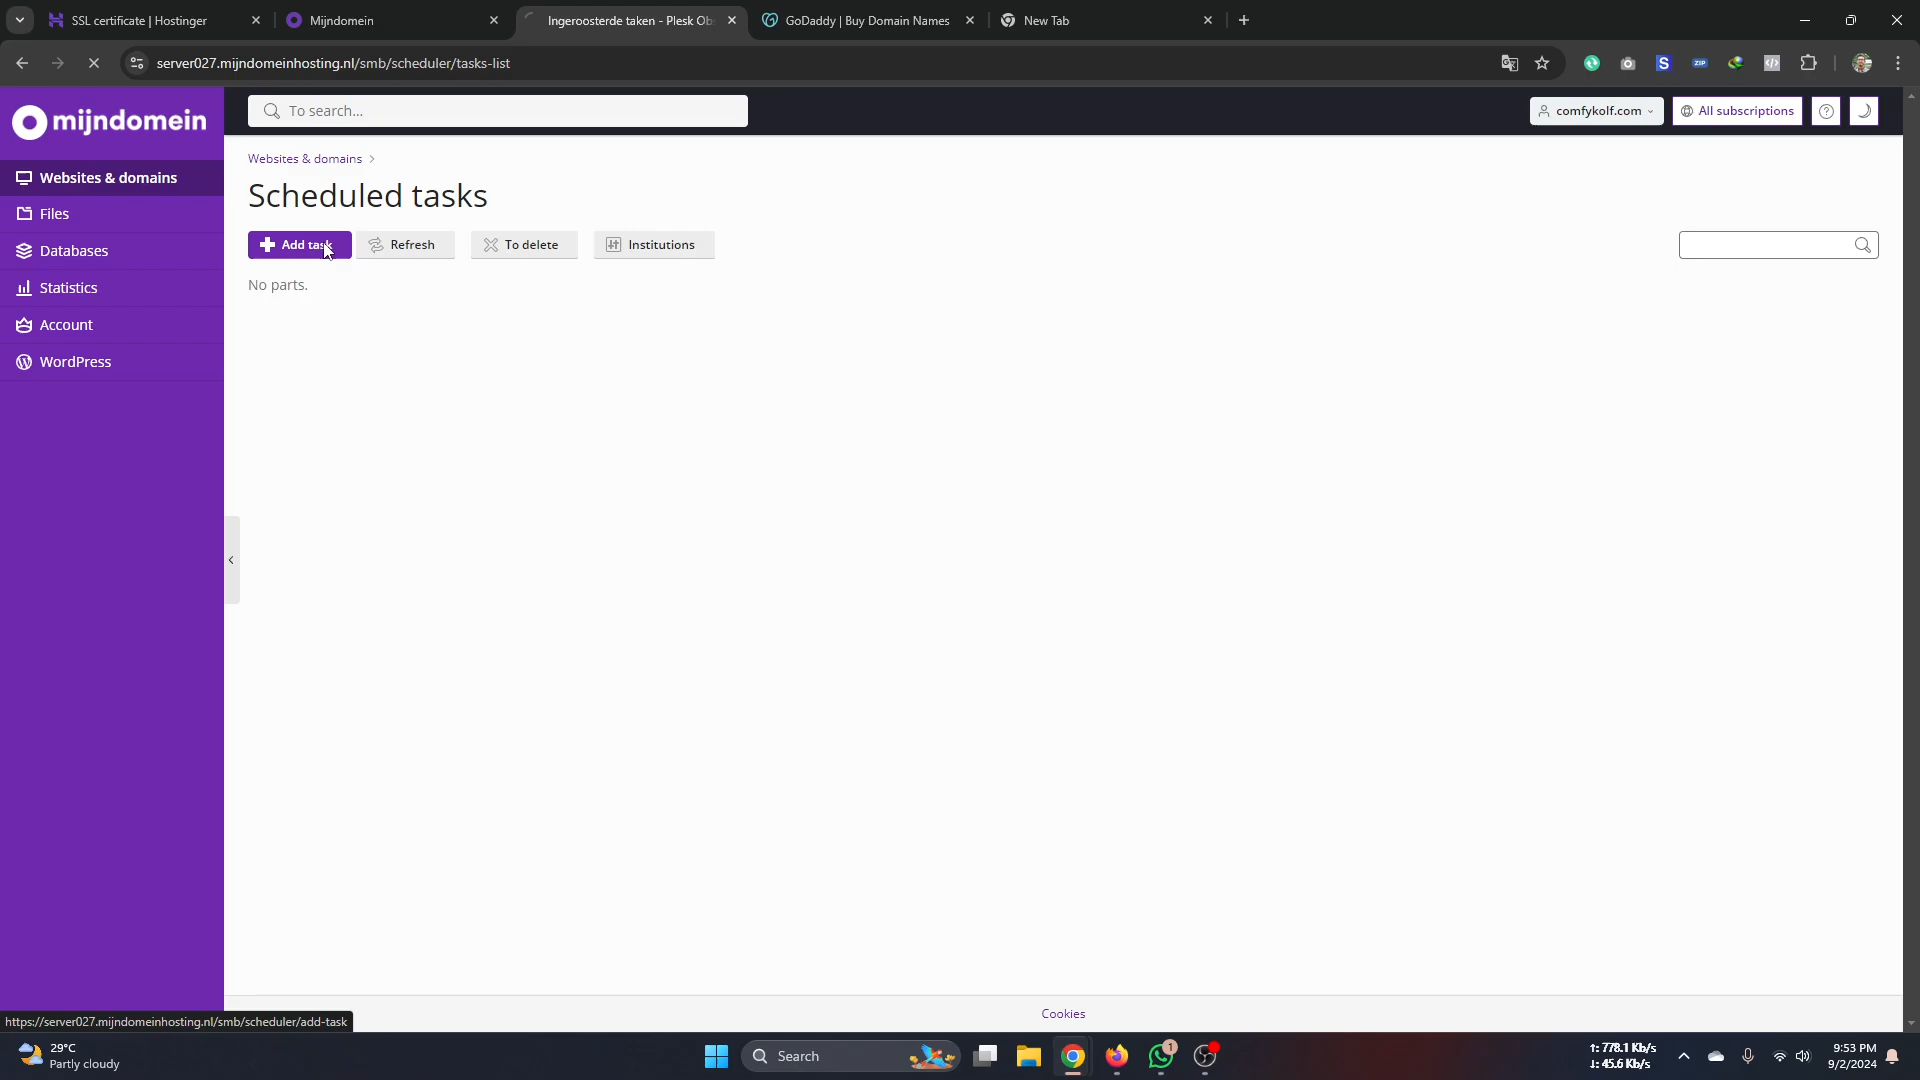 SSL certificate | Hostinger
Mijndomein
Ingeroosterde taken - Plesk Ob
GoDaddy | Buy Domain Names
New Tab
server027.mijndomeinhosting.nl/smb/scheduler/tasks-list
mijndomein
To search...
comfykolf.com
All subscriptions
Websites & domains
Files
Databases
Statistics
Account
WordPress
Websites & domains >
Scheduled tasks
Add task
Refresh
To delete
Institutions
No parts.
Cookies
https://server027.mijndomeinhosting.nl/smb/scheduler/add-task
29°C
Partly cloudy
Search
1
↑: 778.1 Kb/s
↓: 45.6 Kb/s
9:53 PM
9/2/2024